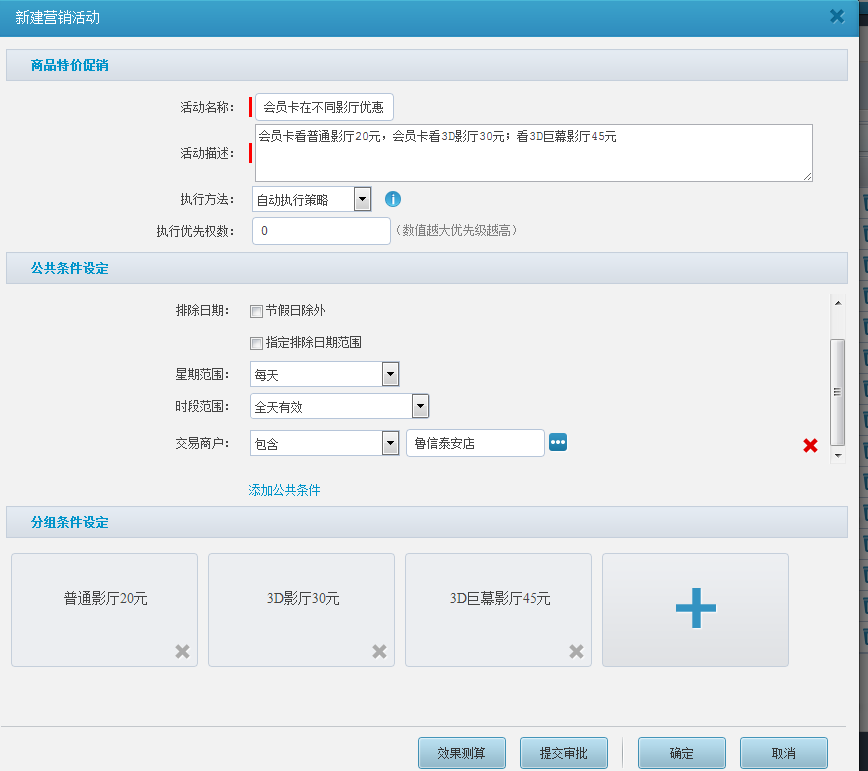 新建营销活动
商品特价促销
活动名称： 会员卡在不同影厅优惠
活动描述： 会员卡看普通影厅20元，会员卡看3D影厅30元；看3D巨幕影厅45元
执行方法： 自动执行策略
执行优先权数： 0 （数值越大优先级越高）
公共条件设定
排除日期： 节假日除外
指定排除日期范围
星期范围： 每天
时段范围： 全天有效
交易商户： 包含 鲁信泰安店
添加公共条件
分组条件设定
普通影厅20元 3D影厅30元 3D巨幕影厅45元
效果测算 提交审批 确定 取消